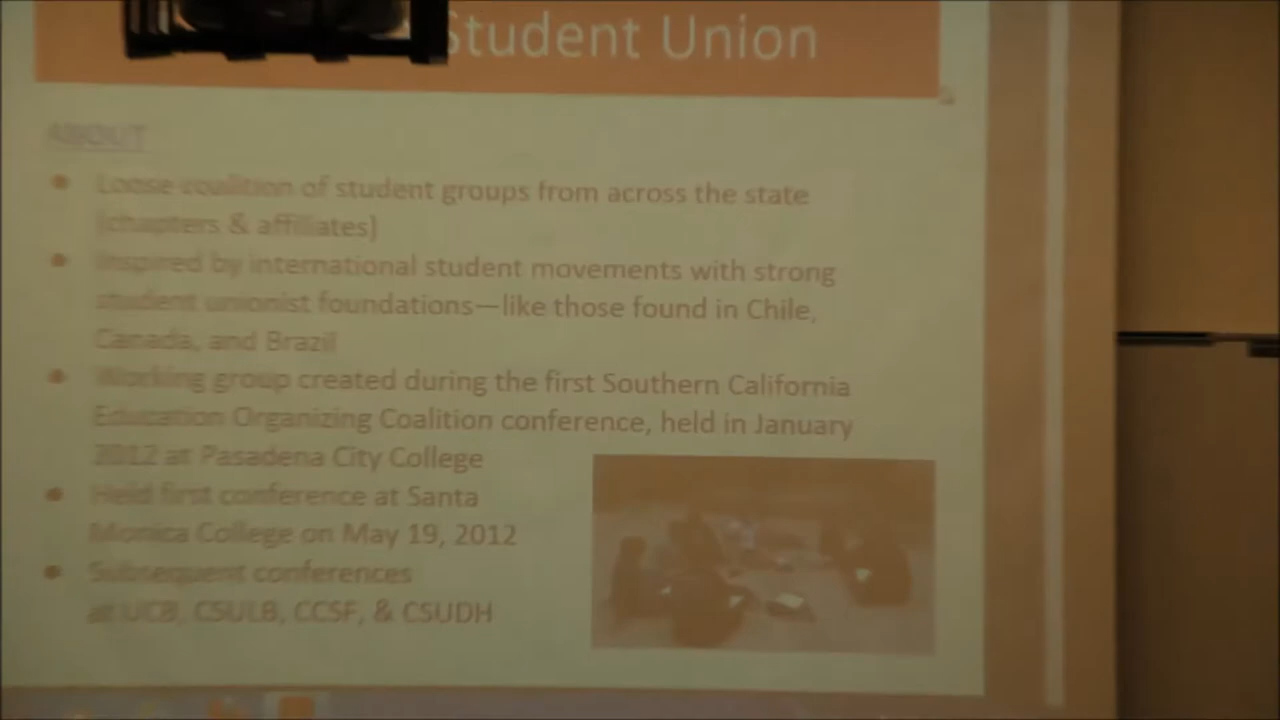 Student Union
ABOUT
Loose coalition of student groups from across the state
(chapters & affiliates)
Inspired by international student movements with strong
student unionist foundations—like those found in Chile,
Canada, and Brazil
Working group created during the first Southern California
Education Organizing Coalition conference, held in January
2012 at Pasadena City College
Held first conference at Santa
Monica College on May 19, 2012
Subsequent conferences
at UCB, CSULB, CCSF, & CSUDH